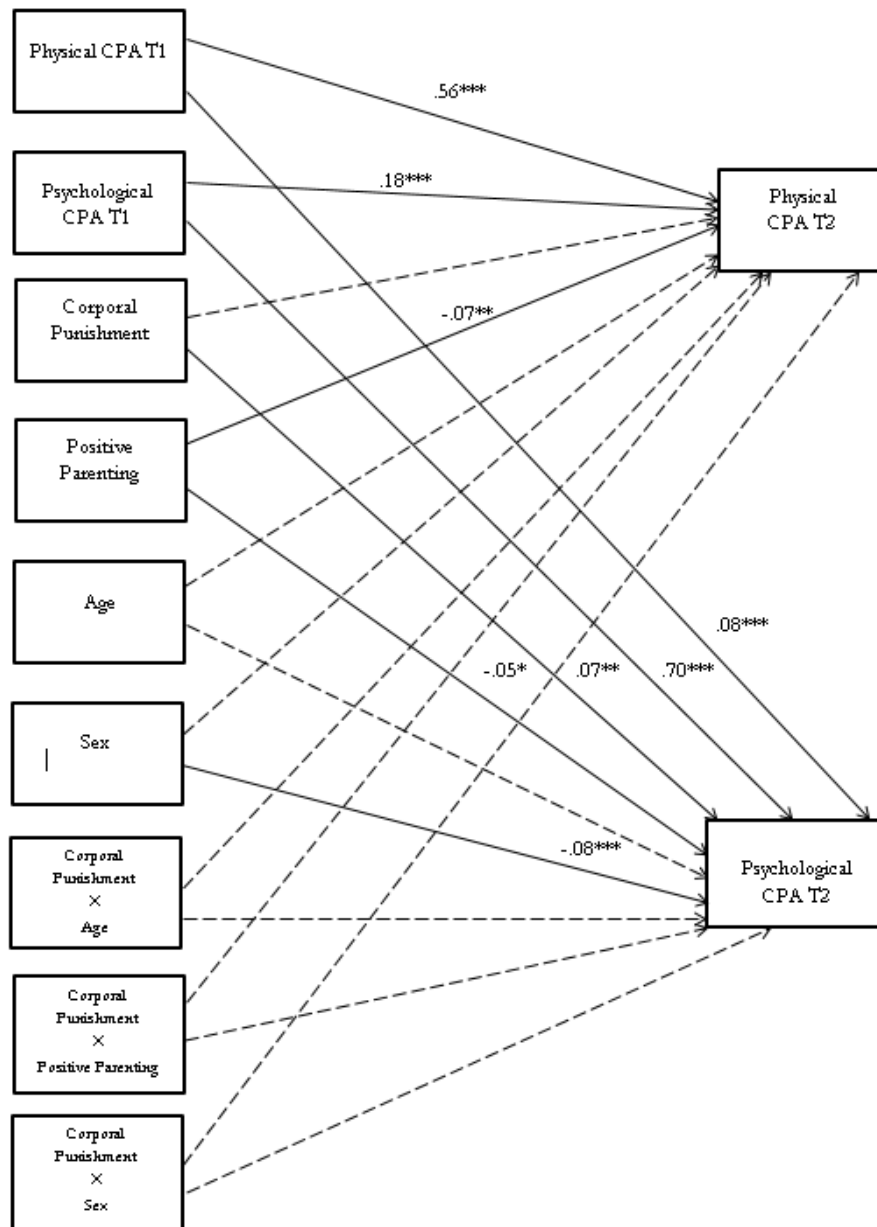 Physical CPA T1
.56***
Psychological
CPA T1
.18***
Physical
CPA T2
Corporal
Punishment
-.07**
Positive
Parenting
Age
.08***
-.05*
.07**
.70***
Sex
-.08***
Corporal
Punishment
×
Age
Psychological
CPA T2
Corporal
Punishment
×
Positive Parenting
Corporal
Punishment
×
Sex